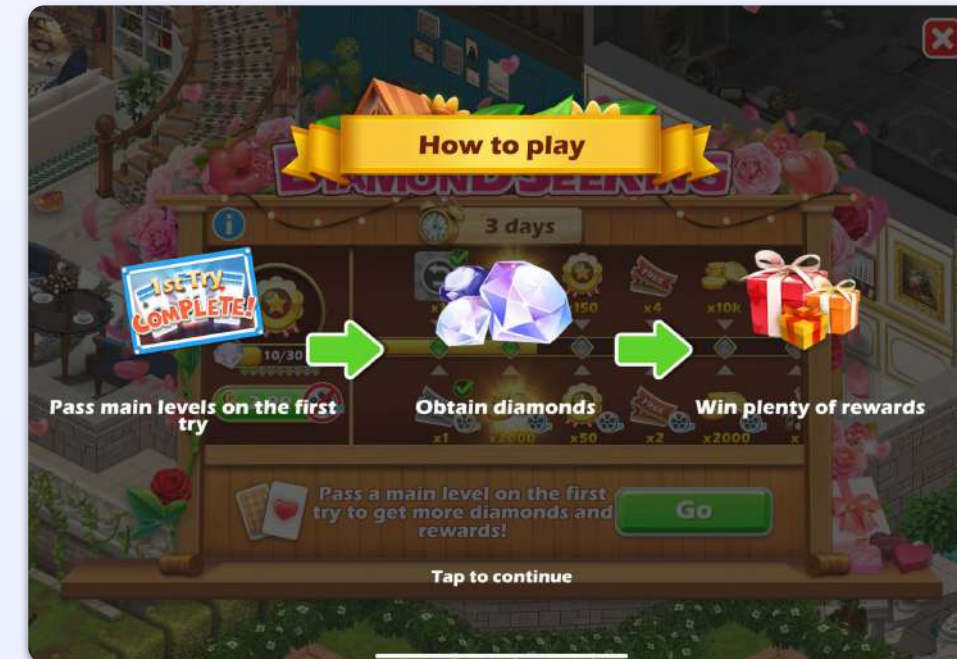 How to play
DIAMOND SEEKING
3 days
1st Try
COMPLETE!
x150
x4
x10k
10/30
Pass main levels on the first
try
Obtain diamonds
Win plenty of rewards
x1
x2000
x50
x2
x2000
x
Pass a main level on the first
try to get more diamonds and
rewards!
Go
Tap to continue